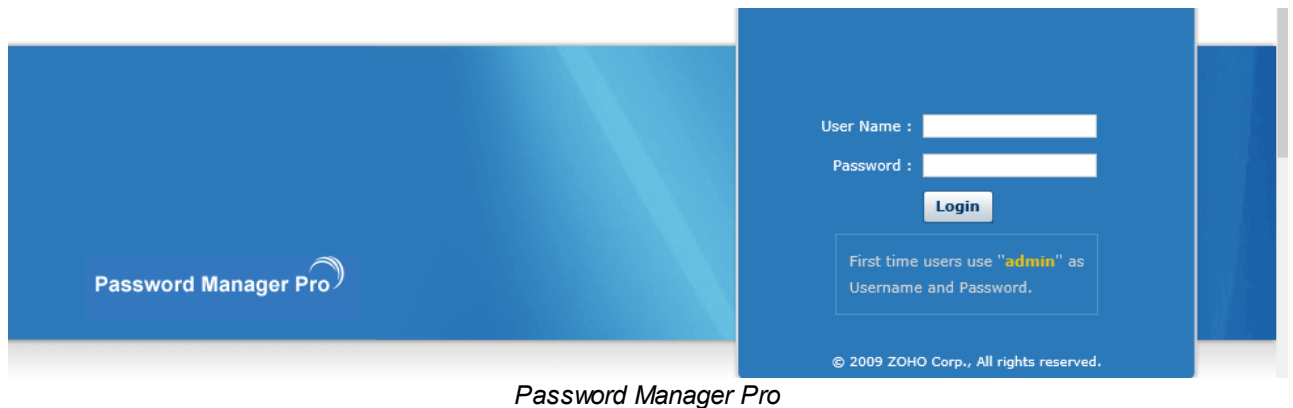 User Name :
Password :
Login
First time users use "admin" as
Username and Password.
Password Manager Pro
© 2009 ZOHO Corp., All rights reserved.
Password Manager Pro